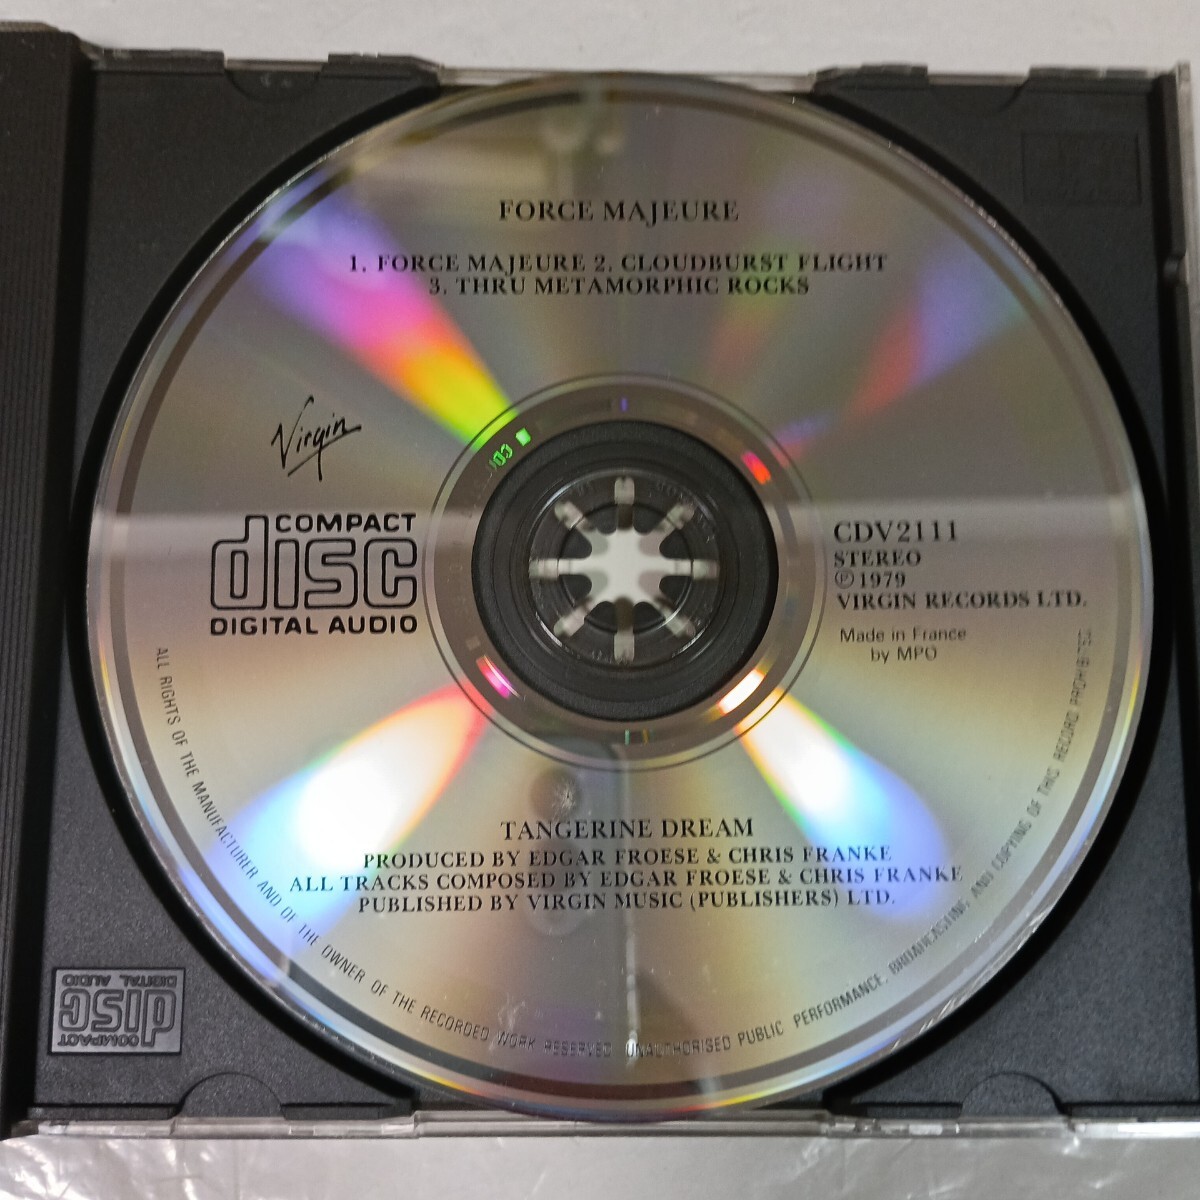 FORCE MAJEURE
1. FORCE MAJEURE 2. CLOUDBURST FLIGHT
3. THRU METAMORPHIC ROCKS
Virgin
COMPACT
disc
DIGITAL AUDIO
CDV2111
STEREO
Ⓟ 1979
VIRGIN RECORDS LTD.
Made in France
by MPO
TANGERINE DREAM
PRODUCED BY EDGAR FROESE & CHRIS FRANKE
ALL TRACKS COMPOSED BY EDGAR FROESE & CHRIS FRANKE
PUBLISHED BY VIRGIN MUSIC (PUBLISHERS) LTD.
ALL RIGHTS OF THE MANUFACTURER AND OF THE OWNER OF THE RECORDED WORK RESERVED UNAUTHORISED PUBLIC PERFORMANCE, BROADCASTING AND COPYING OF THIS RECORD PROHIBITED
COMPACT
disc
DIGITAL AUDIO